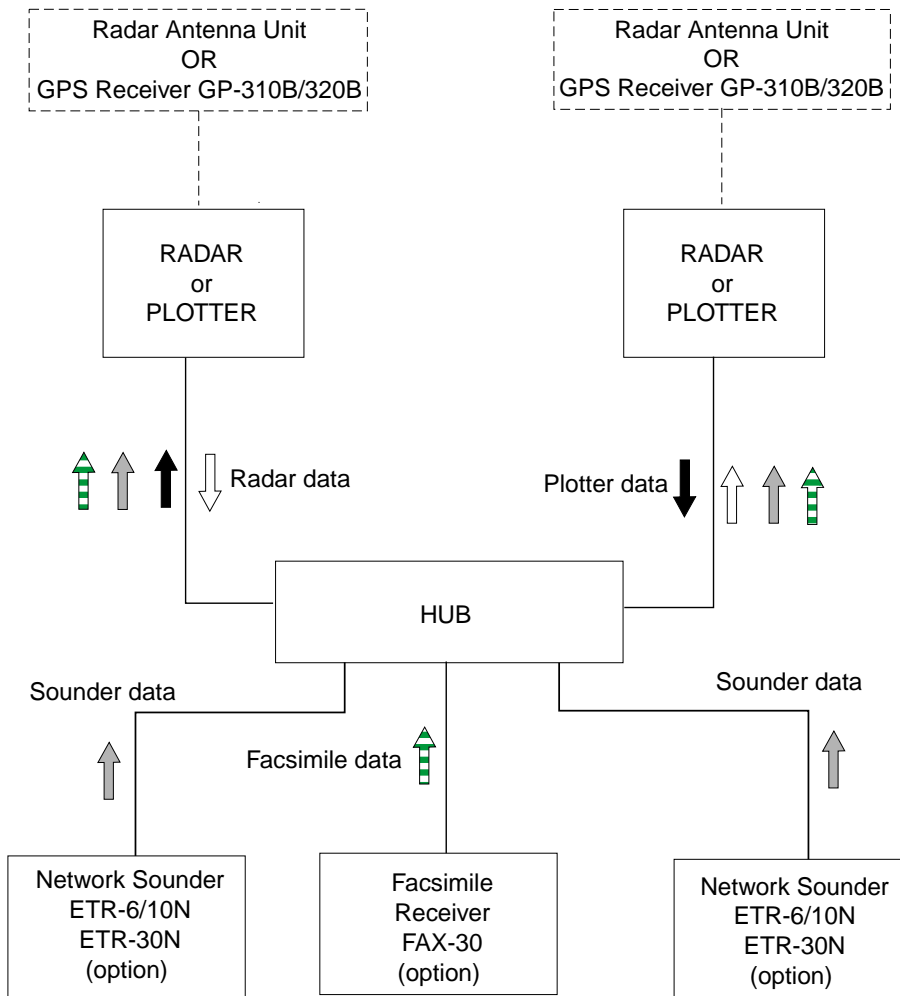 Radar Antenna Unit
OR
GPS Receiver GP-310B/320B
Radar Antenna Unit
OR
GPS Receiver GP-310B/320B
RADAR
or
PLOTTER
RADAR
or
PLOTTER
Radar data
Plotter data
HUB
Sounder data
Sounder data
Facsimile data
Network Sounder
ETR-6/10N
ETR-30N
(option)
Facsimile
Receiver
FAX-30
(option)
Network Sounder
ETR-6/10N
ETR-30N
(option)